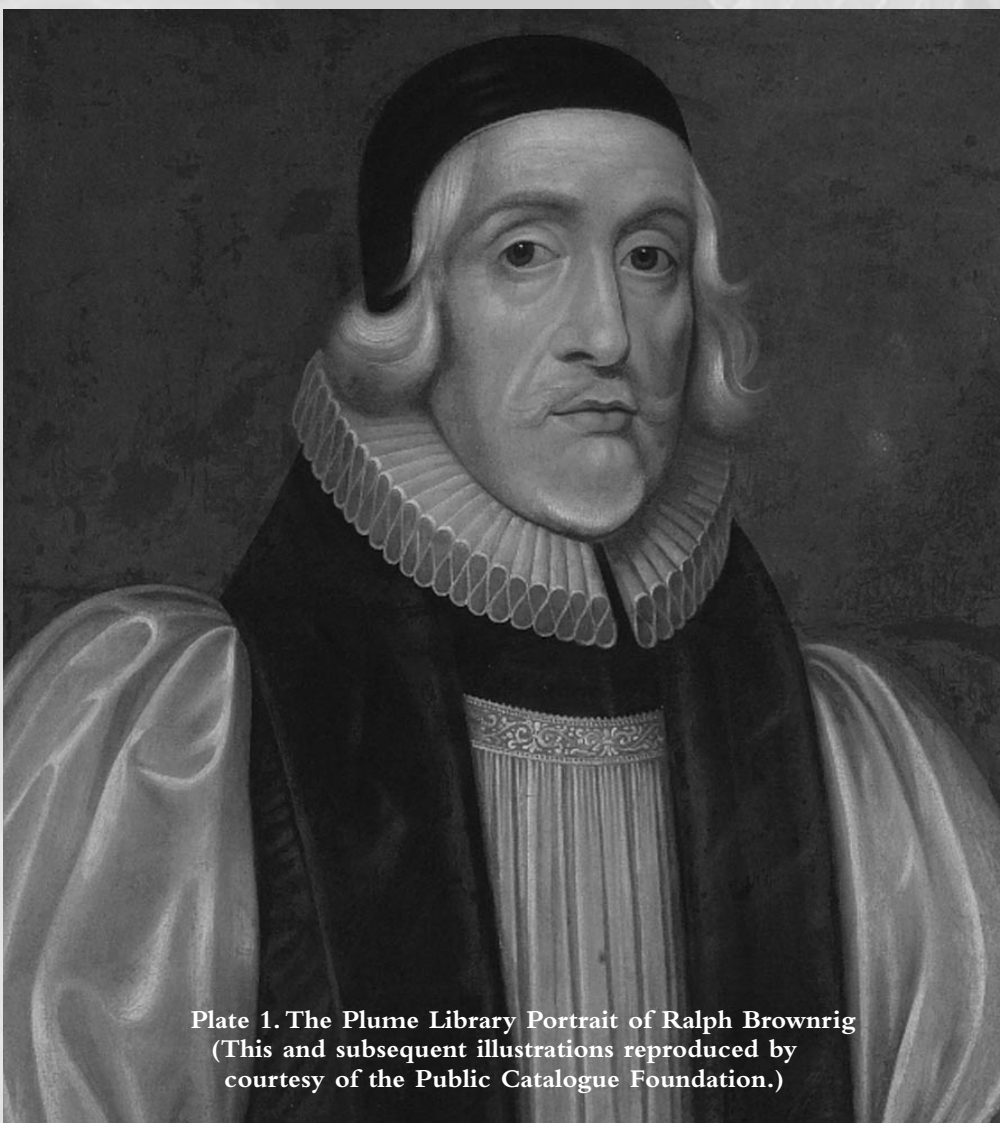 Plate 1. The Plume Library Portrait of Ralph Brownrig
(This and subsequent illustrations reproduced by
courtesy of the Public Catalogue Foundation.)